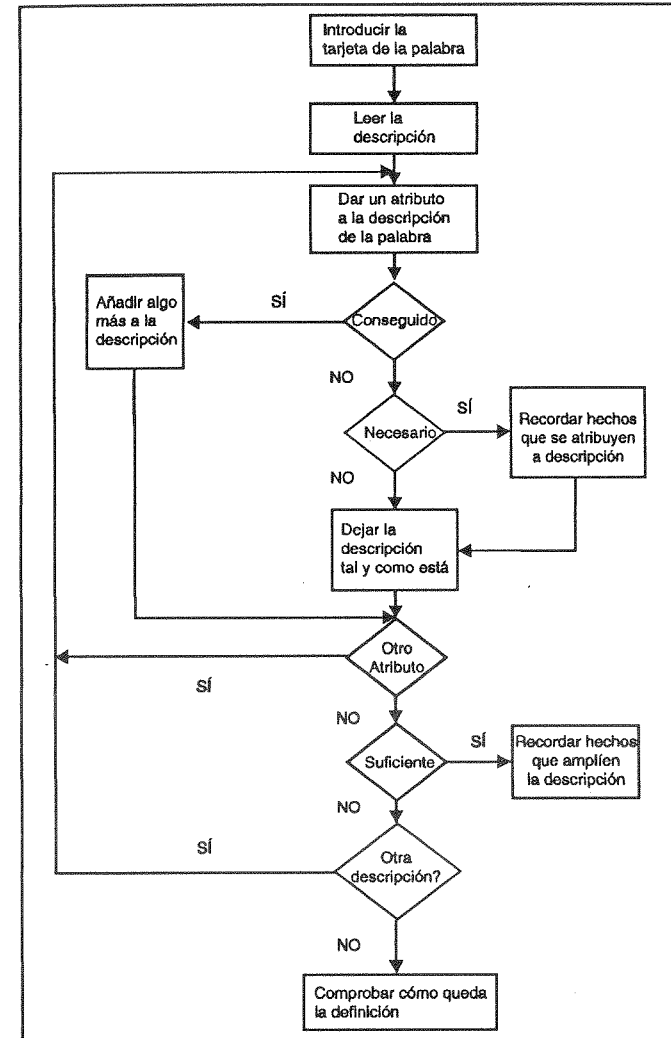 Introducir la
tarjeta de la palabra
Leer la
descripción
Dar un atributo
a la descripción
de la palabra
SÍ
Conseguido
Añadir algo
más a la
descripción
NO
SÍ
Necesario
Recordar hechos
que se atribuyen
a descripción
NO
Dejar la
descripción
tal y como está
Otro
Atributo
SÍ
NO
SÍ
Suficiente
Recordar hechos
que amplíen
la descripción
NO
SÍ
Otra
descripción?
NO
Comprobar cómo queda
la definición